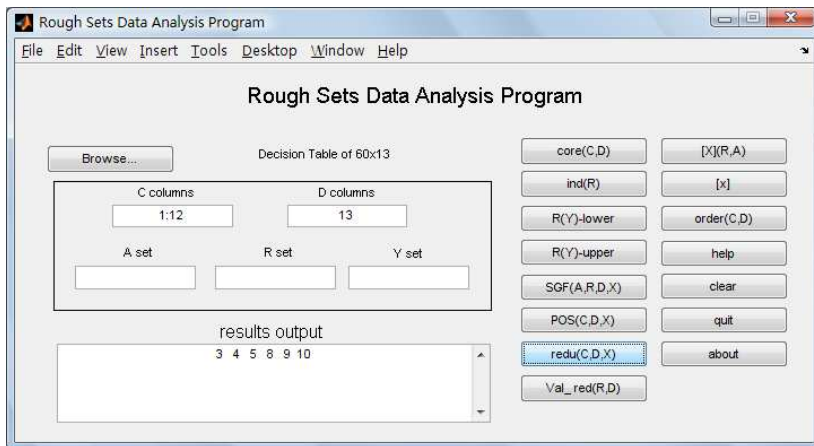 Rough Sets Data Analysis Program
File Edit View Insert Tools Desktop Window Help
Rough Sets Data Analysis Program
Browse...
Decision Table of 60x13
C columns
D columns
1:12
13
A set
R set
Y set
results output
3 4 5 8 9 10
core(C,D)
[X](R,A)
ind(R)
[x]
R(Y)-lower
order(C,D)
R(Y)-upper
help
SGF(A,R,D,X)
clear
POS(C,D,X)
quit
redu(C,D,X)
about
Val_red(R,D)